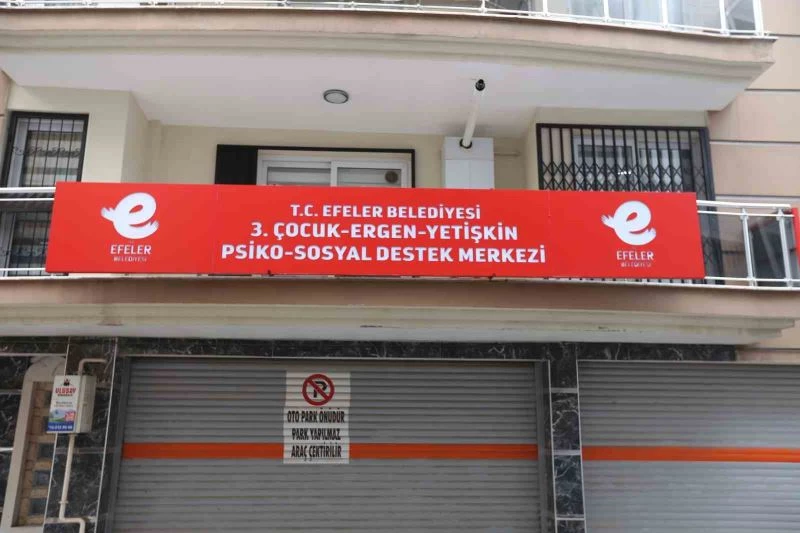 T.C. EFELER BELEDİYESİ
3. ÇOCUK-ERGEN-YETİŞKİN
PSİKO-SOSYAL DESTEK MERKEZİ
e
EFELER
BELEDİYESİ
e
EFELER
BELEDİYESİ
P
OTO PARK ÖNÜDÜR
PARK YAPILMAZ
ARAÇ ÇEKTİRİLİR
ULUSAY